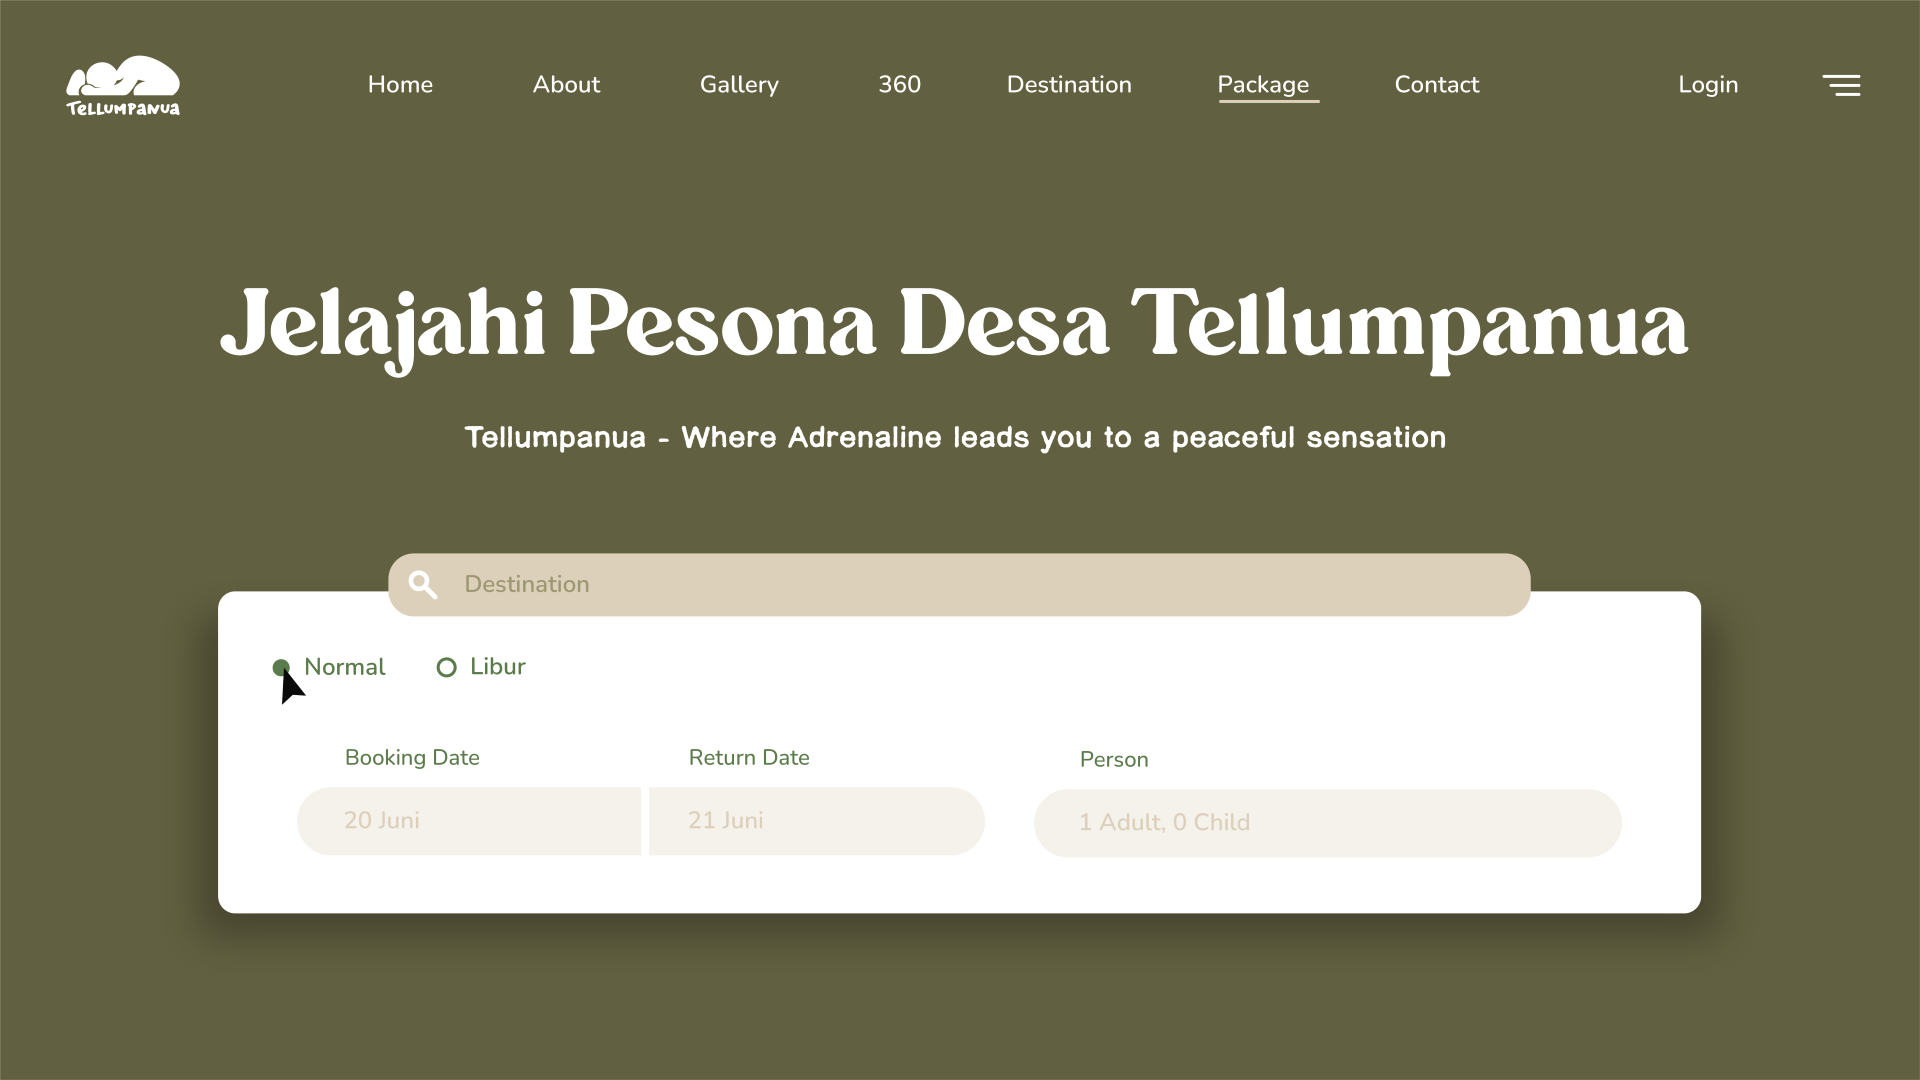 Tellumpanua
Home About Gallery 360 Destination Package Contact Login
Jelajahi Pesona Desa Tellumpanua
Tellumpanua - Where Adrenaline leads you to a peaceful sensation
Destination
Normal Libur
Booking Date Return Date Person
20 Juni 21 Juni 1 Adult, 0 Child